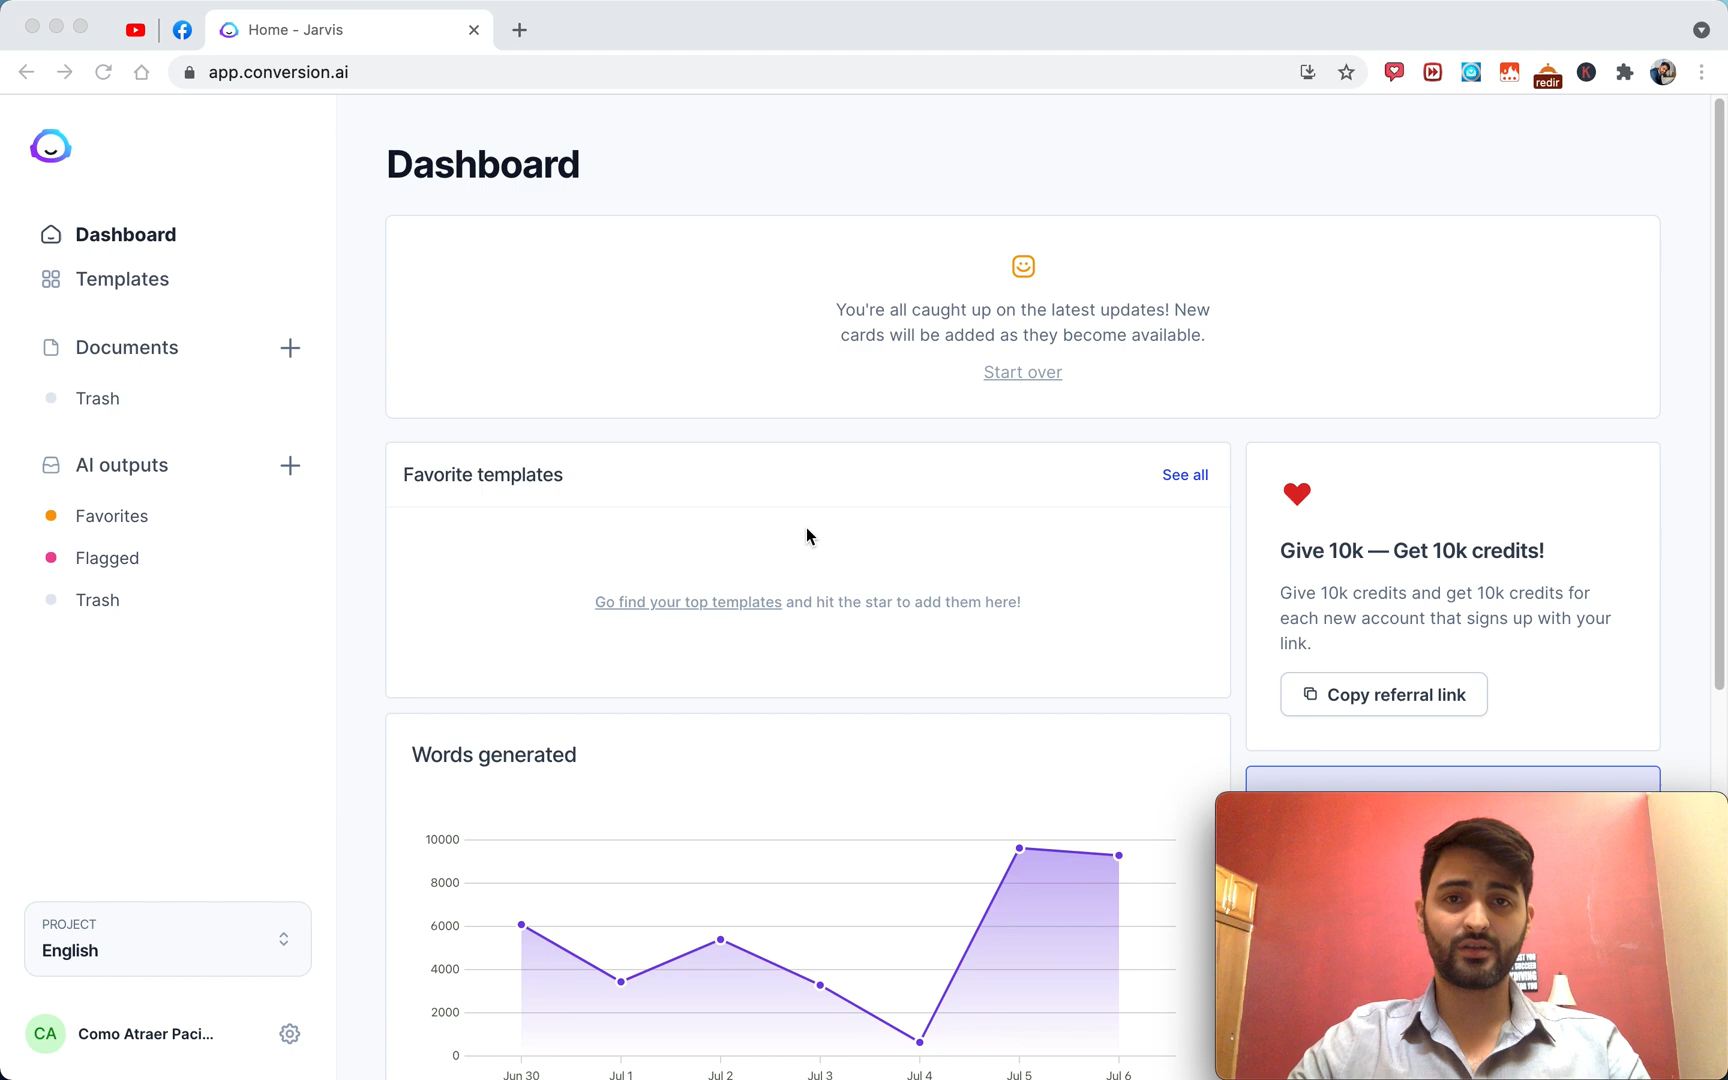 Home - Jarvis
app.conversion.ai
redir
K
Dashboard
Templates
Documents
Trash
AI outputs
Favorites
Flagged
Trash
PROJECT
English
CA
Como Atraer Paci...
Dashboard
You're all caught up on the latest updates! New
cards will be added as they become available.
Start over
Favorite templates
See all
Go find your top templates and hit the star to add them here!
Give 10k — Get 10k credits!
Give 10k credits and get 10k credits for
each new account that signs up with your
link.
Copy referral link
Words generated
10000
8000
6000
4000
2000
0
Jun 30
Jul 1
Jul 2
Jul 3
Jul 4
Jul 5
Jul 6